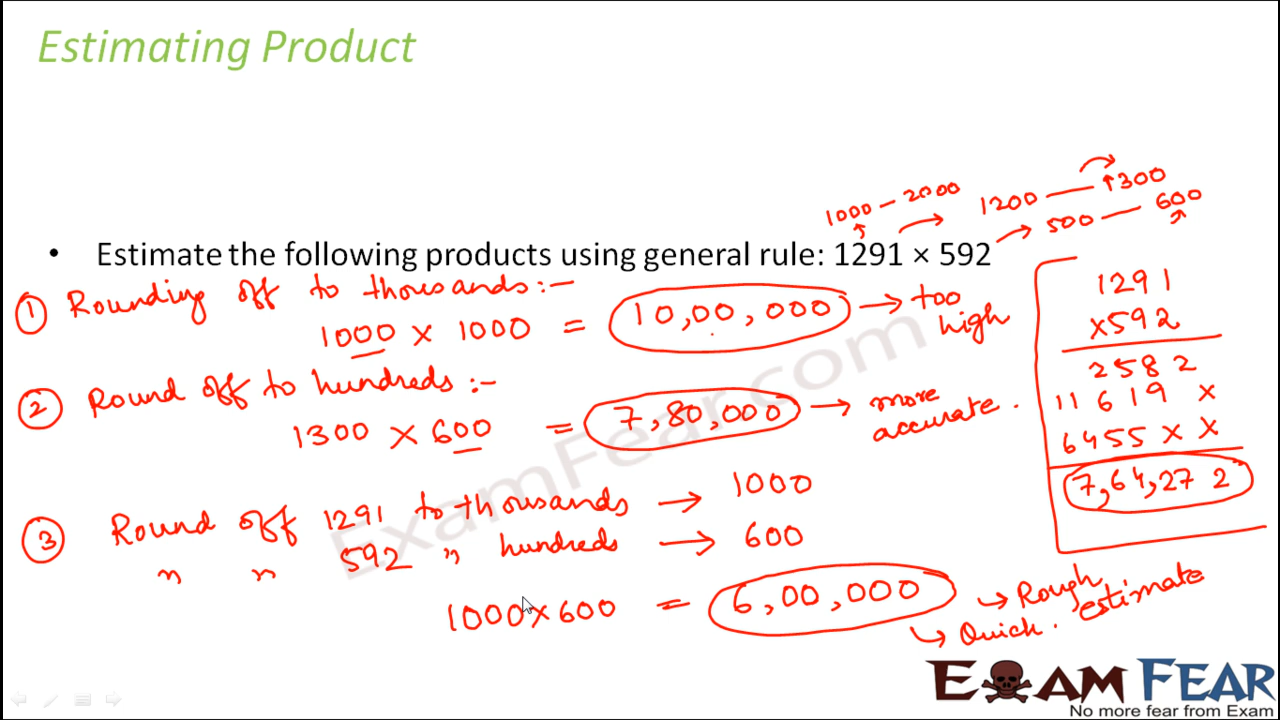 Estimating Product
1000 - 2000
1200 — 1300
500 — 600
• Estimate the following products using general rule: 1291 × 592
① Rounding off to thousands :-
1000 × 1000 = 10,00,000 → too high
② Round off to hundreds :-
1300 × 600 = 7,80,000 → more accurate.
③ Round off 1291 to thousands → 1000
" " 592 " hundreds → 600
1000 × 600 = 6,00,000 → Rough estimate
→ Quick.
1291
×592
2582
11619 ×
6455 × ×
7,64,272
ExamFear.com
EXAM FEAR
No more fear from Exam